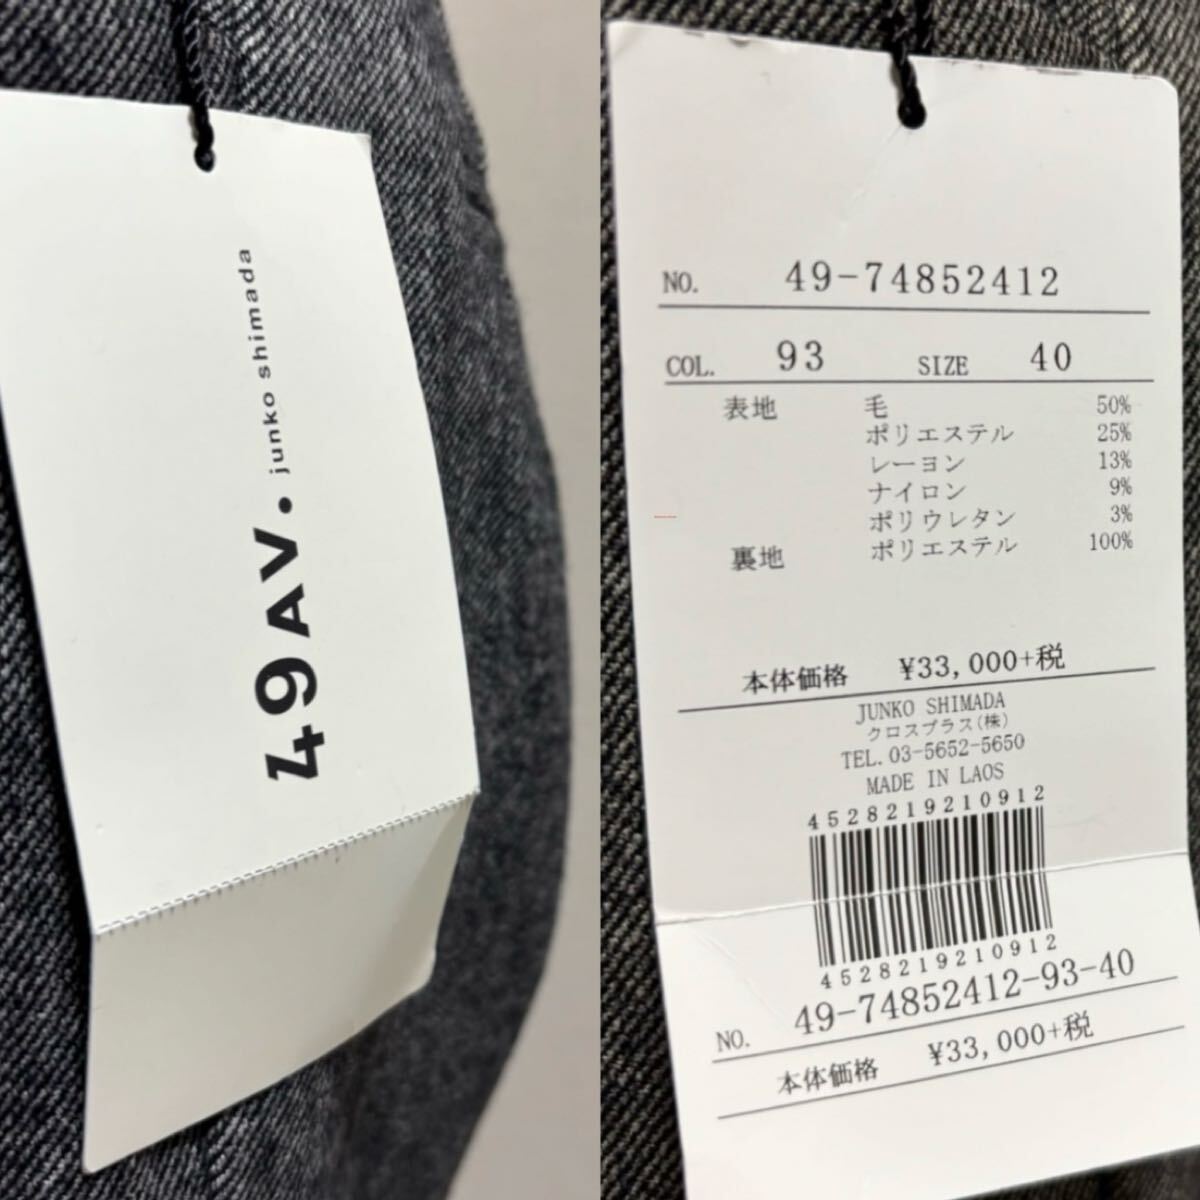 49AV. junko shimada
NO. 49-74852412
COL. 93 SIZE 40
表地 毛 50%
ポリエステル 25%
レーヨン 13%
ナイロン 9%
ポリウレタン 3%
裏地 ポリエステル 100%
本体価格 ¥33,000+税
JUNKO SHIMADA
クロスプラス(株)
TEL. 03-5652-5650
MADE IN LAOS
4528219210912
4528219210912
NO. 49-74852412-93-40
本体価格 ¥33,000+税